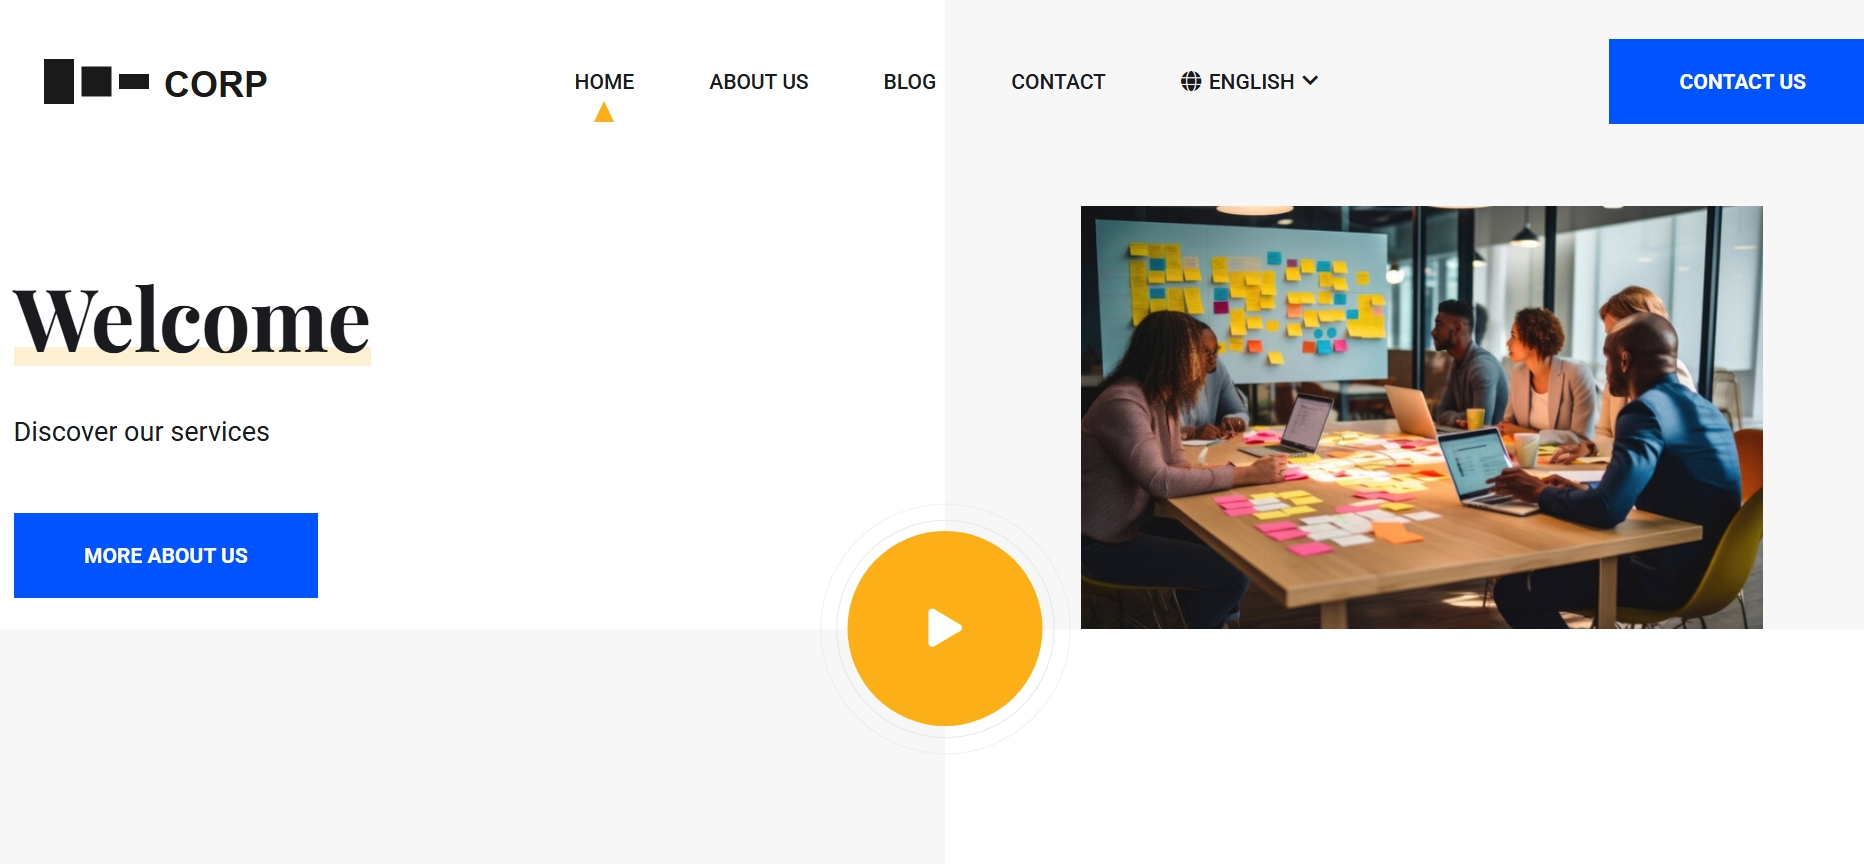 CORP
HOME
ABOUT US
BLOG
CONTACT
ENGLISH
CONTACT US
Welcome
Discover our services
MORE ABOUT US